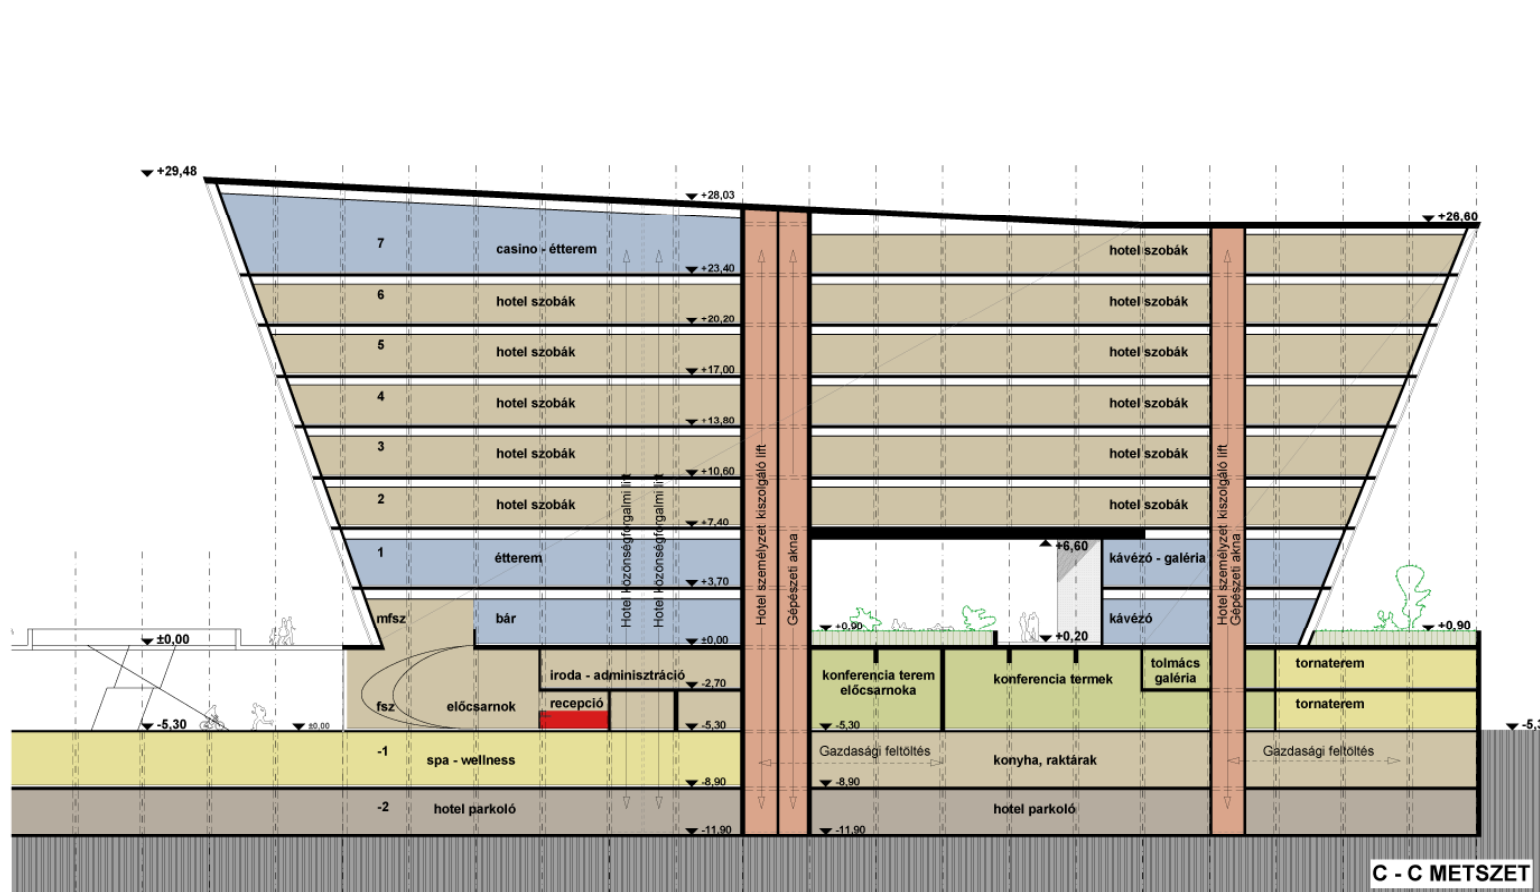 +29,48
+28,03
+26,60
7
casino - étterem
hotel szobák
+23,40
6
hotel szobák
hotel szobák
+20,20
5
hotel szobák
hotel szobák
+17,00
4
hotel szobák
hotel szobák
+13,80
3
hotel szobák
hotel szobák
+10,60
2
hotel szobák
hotel szobák
+7,40
Hotel közönségforgalmi lift
Hotel közönségforgalmi lift
Hotel személyzet kiszolgáló lift
Gépészeti akna
Hotel személyzet kiszolgáló lift
Gépészeti akna
1
étterem
+6,60
kávézó - galéria
+3,70
mfsz
bár
kávézó
±0,00
±0,00
+0,90
+0,20
+0,90
iroda - adminisztráció
-2,70
konferencia terem
előcsarnoka
konferencia termek
tolmács
galéria
tornaterem
fsz
előcsarnok
recepció
tornaterem
-5,30
±0,00
-5,30
-5,30
-1
spa - wellness
Gazdasági feltöltés
konyha, raktárak
Gazdasági feltöltés
-8,90
-8,90
-2
hotel parkoló
hotel parkoló
-11,90
-11,90
C - C METSZET